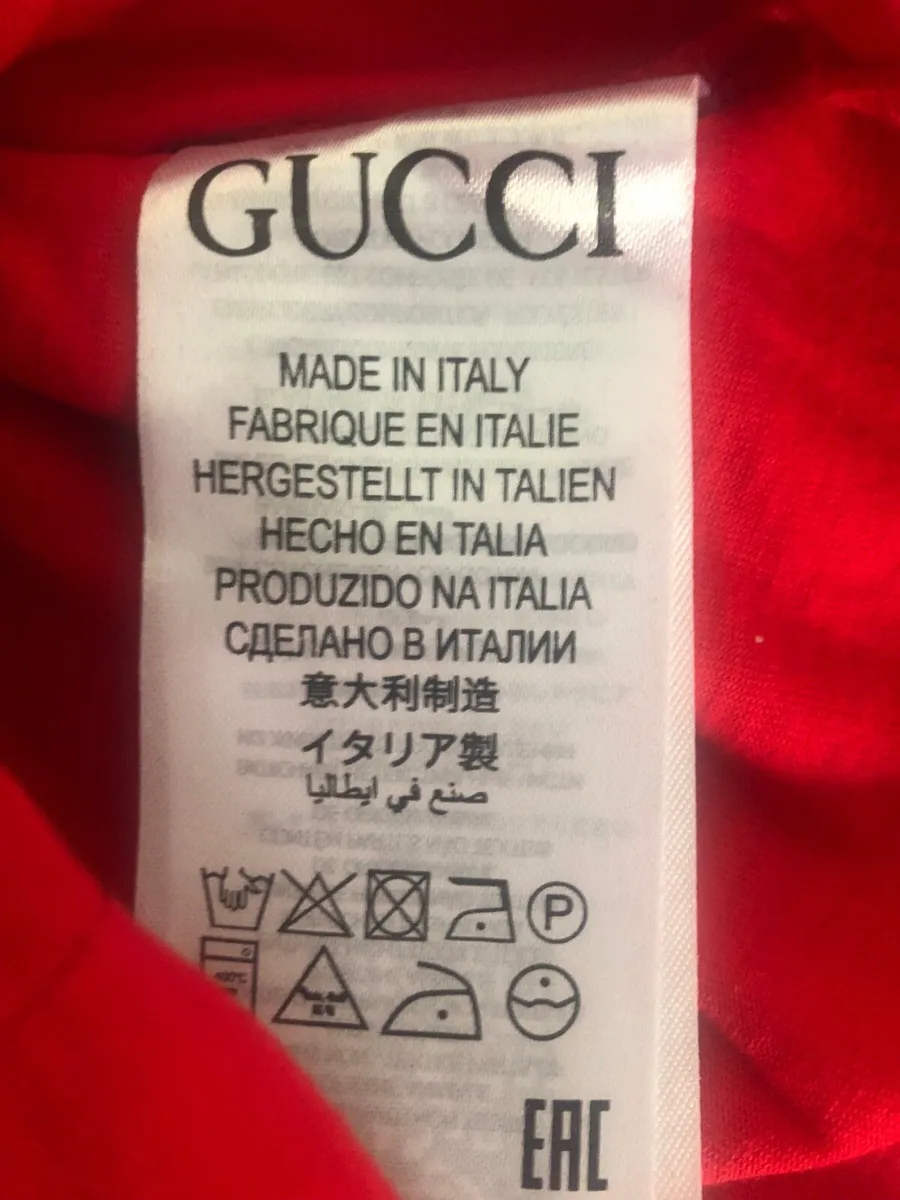 GUCCI
MADE IN ITALY
FABRIQUE EN ITALIE
HERGESTELLT IN TALIEN
HECHO EN TALIA
PRODUZIDO NA ITALIA
СДЕЛАНО В ИТАЛИИ
意大利制造
イタリア製
صنع في ايطاليا
P
EAC